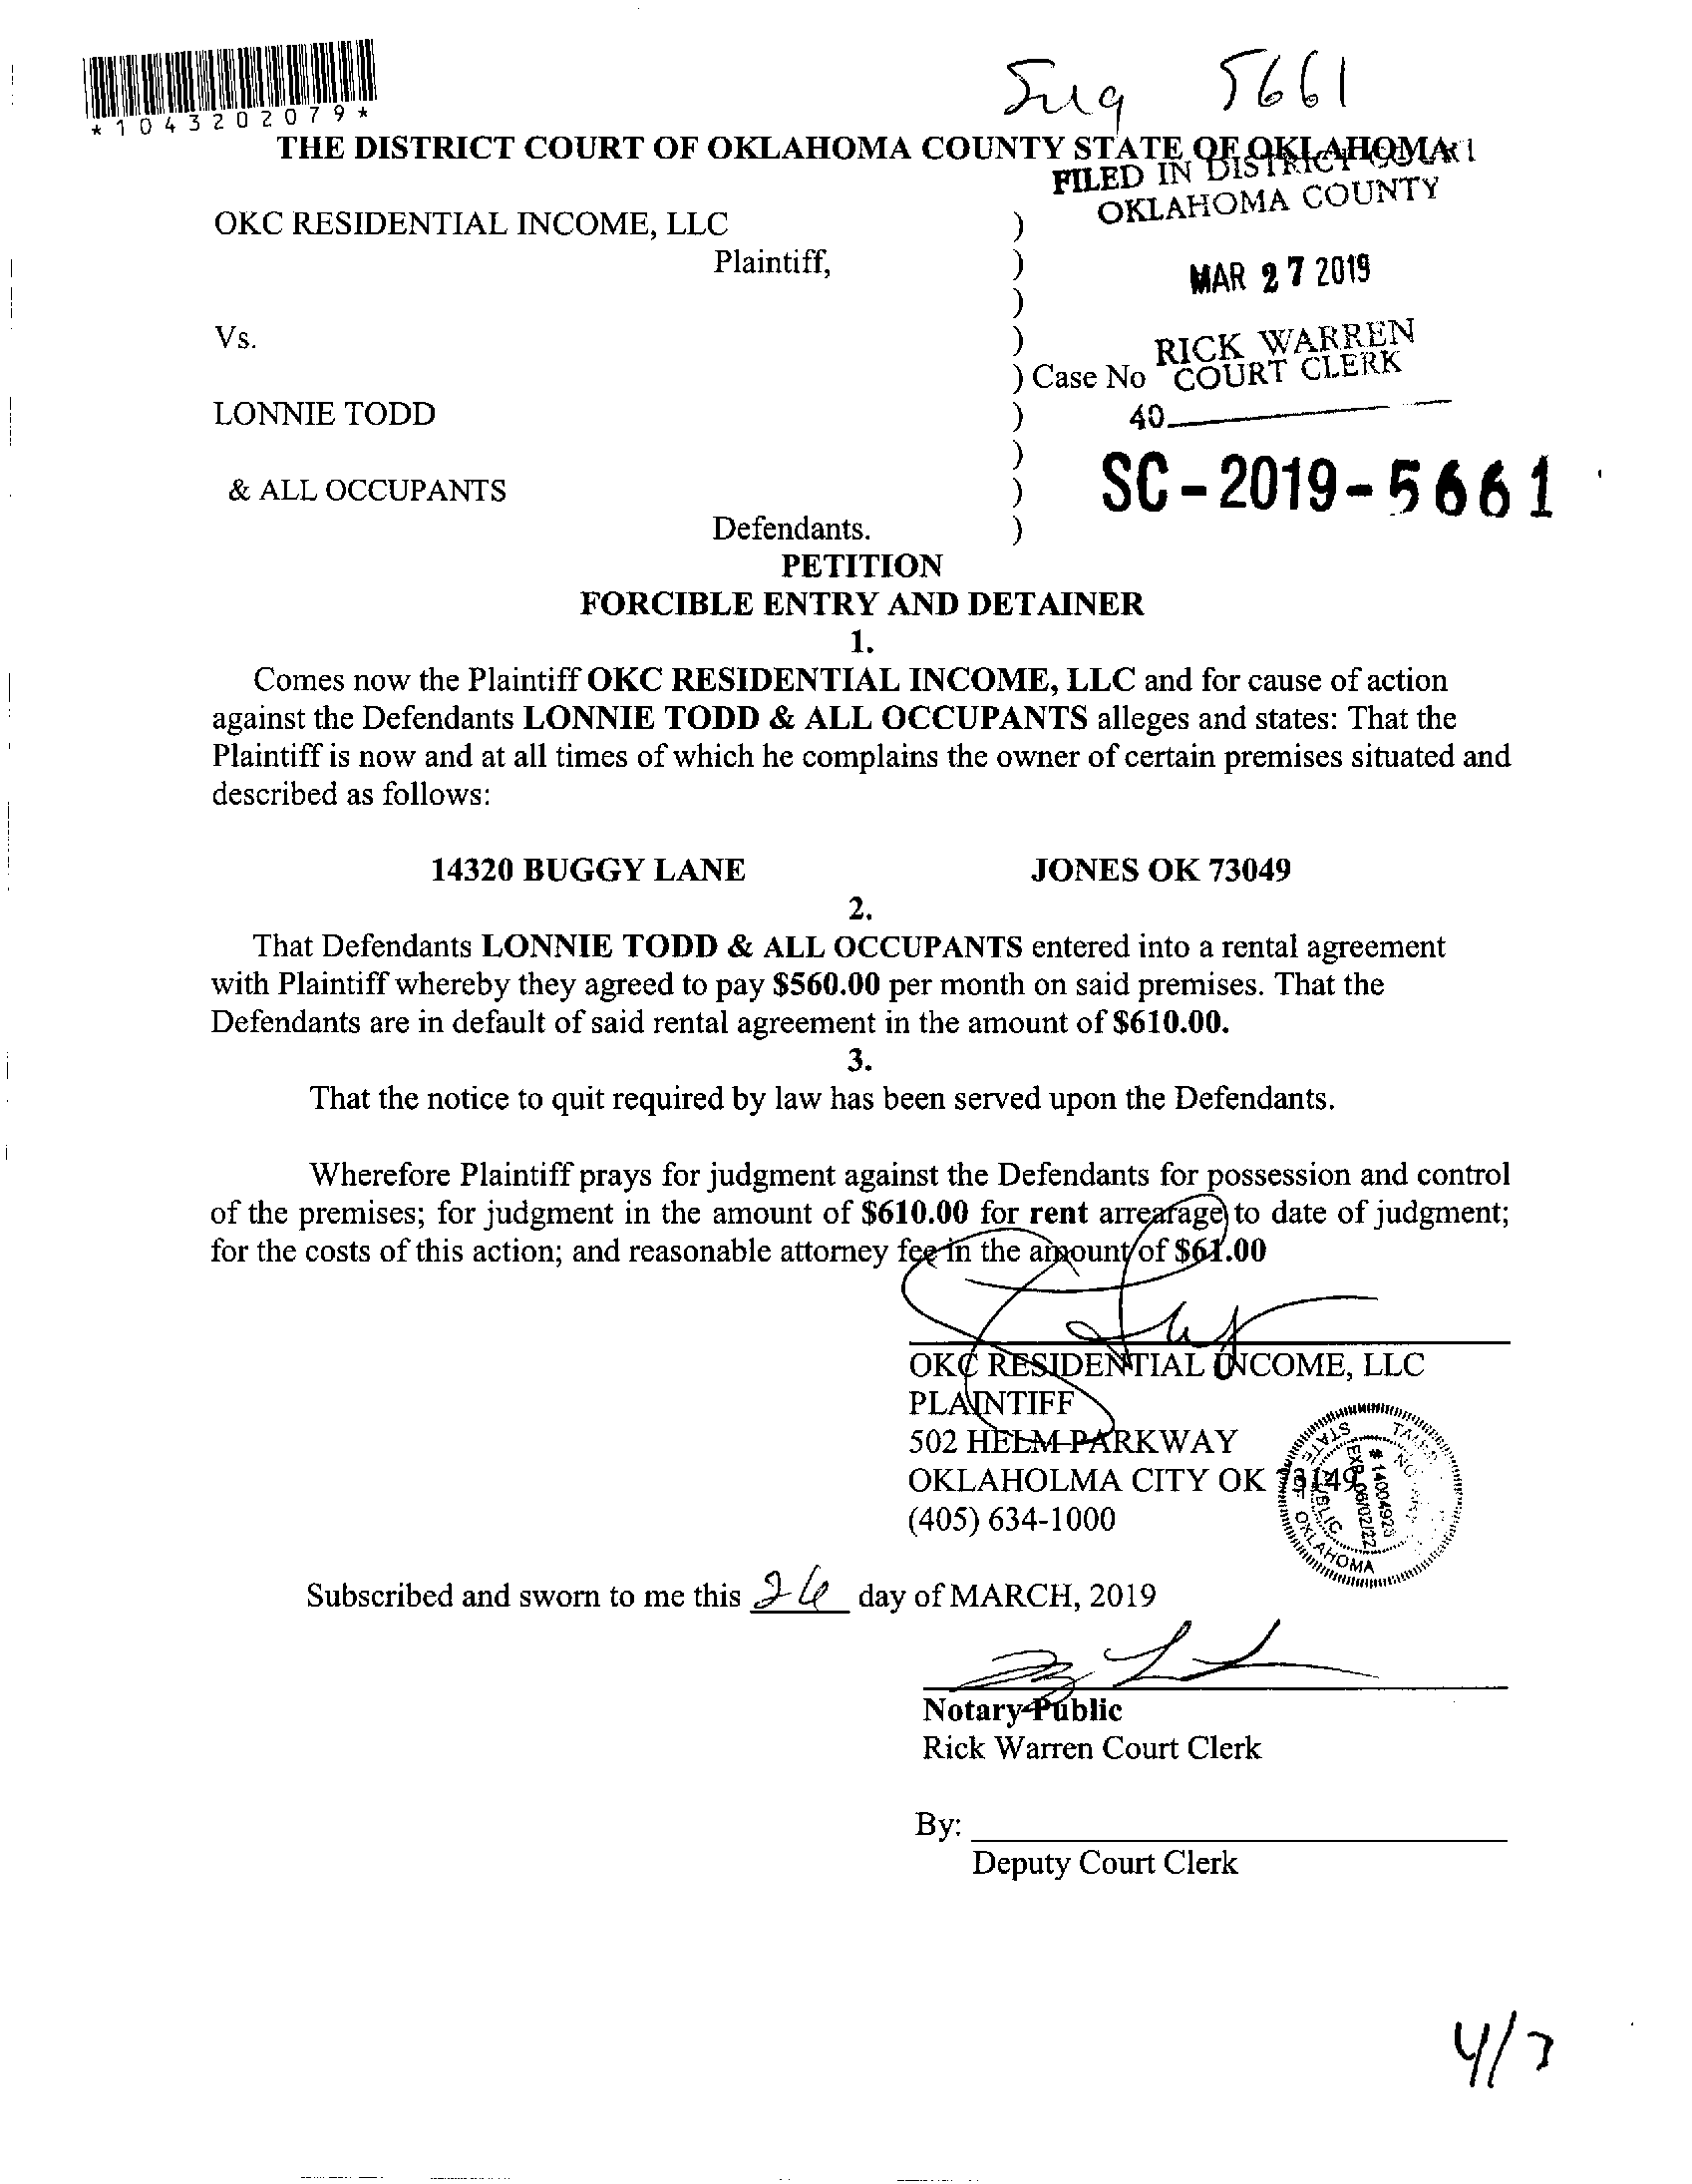 *1043202079*
5661
THE DISTRICT COURT OF OKLAHOMA COUNTY STATE OF OKLAHOMA
FILED IN DISTRICT COURT
OKLAHOMA COUNTY
OKC RESIDENTIAL INCOME, LLC )
Plaintiff, )
MAR 27 2019
)
Vs. )
RICK WARREN
) Case No COURT CLERK
LONNIE TODD )
40
)
& ALL OCCUPANTS )
SC-2019-5661
Defendants. )
PETITION
FORCIBLE ENTRY AND DETAINER
1.
Comes now the Plaintiff OKC RESIDENTIAL INCOME, LLC and for cause of action
against the Defendants LONNIE TODD & ALL OCCUPANTS alleges and states: That the
Plaintiff is now and at all times of which he complains the owner of certain premises situated and
described as follows:
14320 BUGGY LANE JONES OK 73049
2.
That Defendants LONNIE TODD & ALL OCCUPANTS entered into a rental agreement
with Plaintiff whereby they agreed to pay $560.00 per month on said premises. That the
Defendants are in default of said rental agreement in the amount of $610.00.
3.
That the notice to quit required by law has been served upon the Defendants.
Wherefore Plaintiff prays for judgment against the Defendants for possession and control
of the premises; for judgment in the amount of $610.00 for rent arrearage to date of judgment;
for the costs of this action; and reasonable attorney fee in the amount of $61.00
OKC RESIDENTIAL INCOME, LLC
PLAINTIFF
502 HELM PARKWAY
OKLAHOLMA CITY OK 73149
(405) 634-1000
STATE OF OKLAHOMA
PUBLIC
EXP. 06/02/22
Subscribed and sworn to me this 26 day of MARCH, 2019
Notary Public
Rick Warren Court Clerk
By:
Deputy Court Clerk
4/7